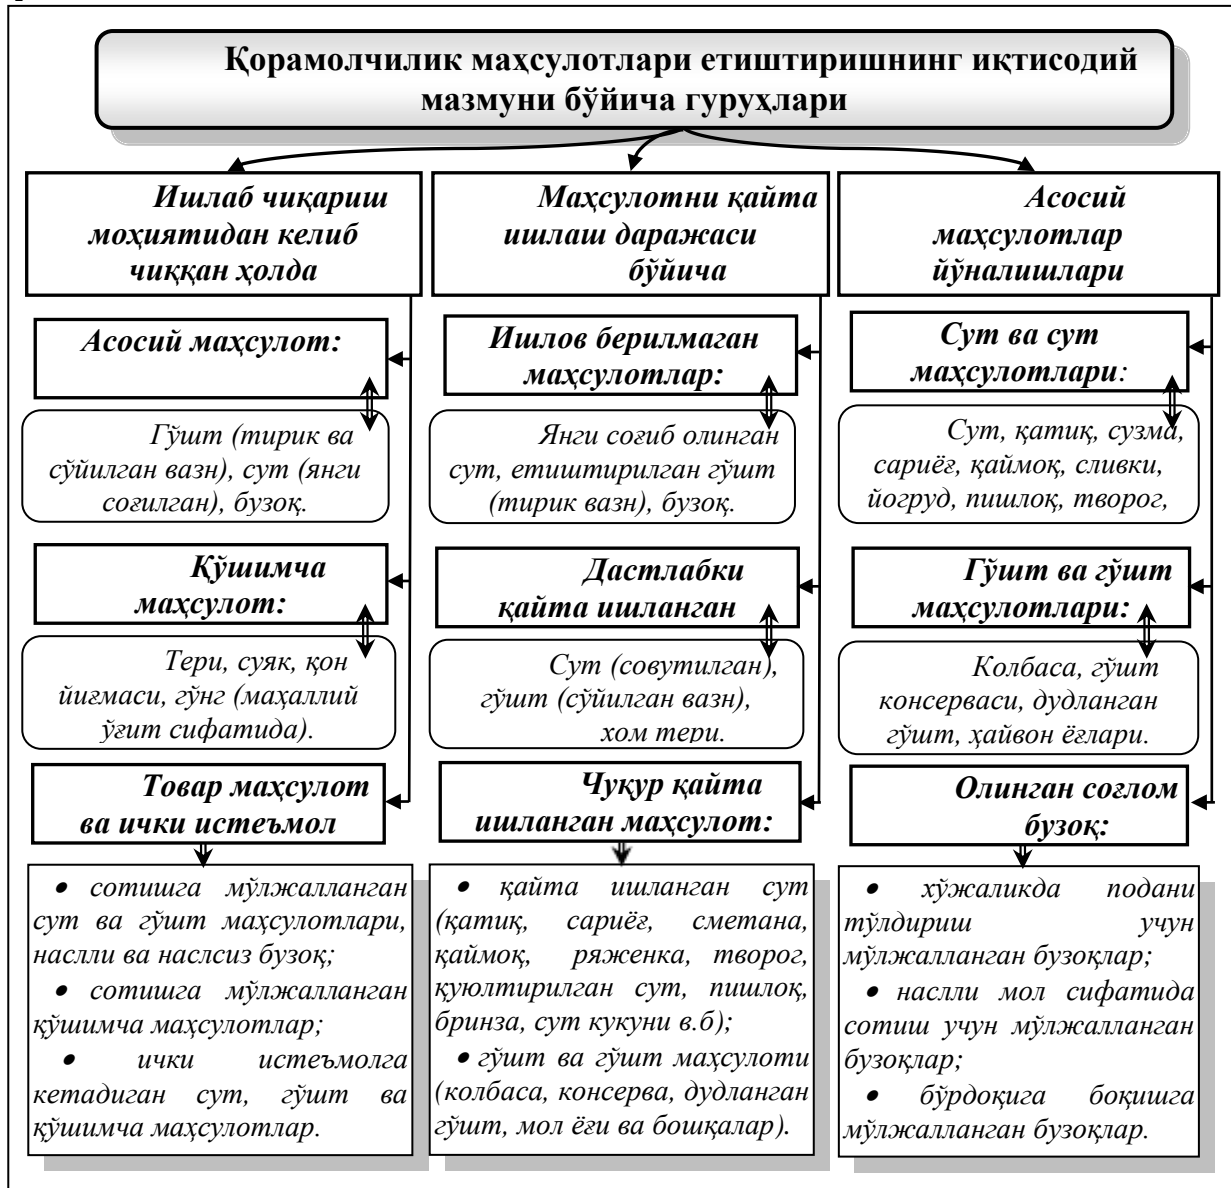 Қорамолчилик маҳсулотлари етиштиришнинг иқтисодий
мазмуни бўйича гуруҳлари
Ишлаб чиқариш
моҳиятидан келиб
чиққан ҳолда
Асосий маҳсулот:
Гўшт (тирик ва
сўйилган вазн), сут (янги
соғилган), бузоқ.
Қўшимча
маҳсулот:
Тери, суяк, қон
йиғмаси, гўнг (маҳаллий
ўғит сифатида).
Товар маҳсулот
ва ички истеъмол
• сотишга мўлжалланган
сут ва гўшт маҳсулотлари,
наслли ва наслсиз бузоқ;
• сотишга мўлжалланган
қўшимча маҳсулотлар;
• ички истеъмолга
кетадиган сут, гўшт ва
қўшимча маҳсулотлар.
Маҳсулотни қайта
ишлаш даражаси
бўйича
Ишлов берилмаган
маҳсулотлар:
Янги соғиб олинган
сут, етиштирилган гўшт
(тирик вазн), бузоқ.
Дастлабки
қайта ишланган
Сут (совутилган),
гўшт (сўйилган вазн),
хом тери.
Чуқур қайта
ишланган маҳсулот:
• қайта ишланган сут
(қатиқ, сариёғ, сметана,
қаймоқ, ряженка, творог,
қуюлтирилган сут, пишлоқ,
бринза, сут кукуни в.б);
• гўшт ва гўшт маҳсулоти
(колбаса, консерва, дудланган
гўшт, мол ёғи ва бошқалар).
Асосий
маҳсулотлар
йўналишлари
Сут ва сут
маҳсулотлари:
Сут, қатиқ, сузма,
сариёғ, қаймоқ, сливки,
йогруд, пишлоқ, творог,
Гўшт ва гўшт
маҳсулотлари:
Колбаса, гўшт
консерваси, дудланган
гўшт, ҳайвон ёғлари.
Олинган соғлом
бузоқ:
• хўжаликда подани
тўлдириш учун
мўлжалланган бузоқлар;
• наслли мол сифатида
сотиш учун мўлжалланган
бузоқлар;
• бўрдоқига боқишга
мўлжалланган бузоқлар.